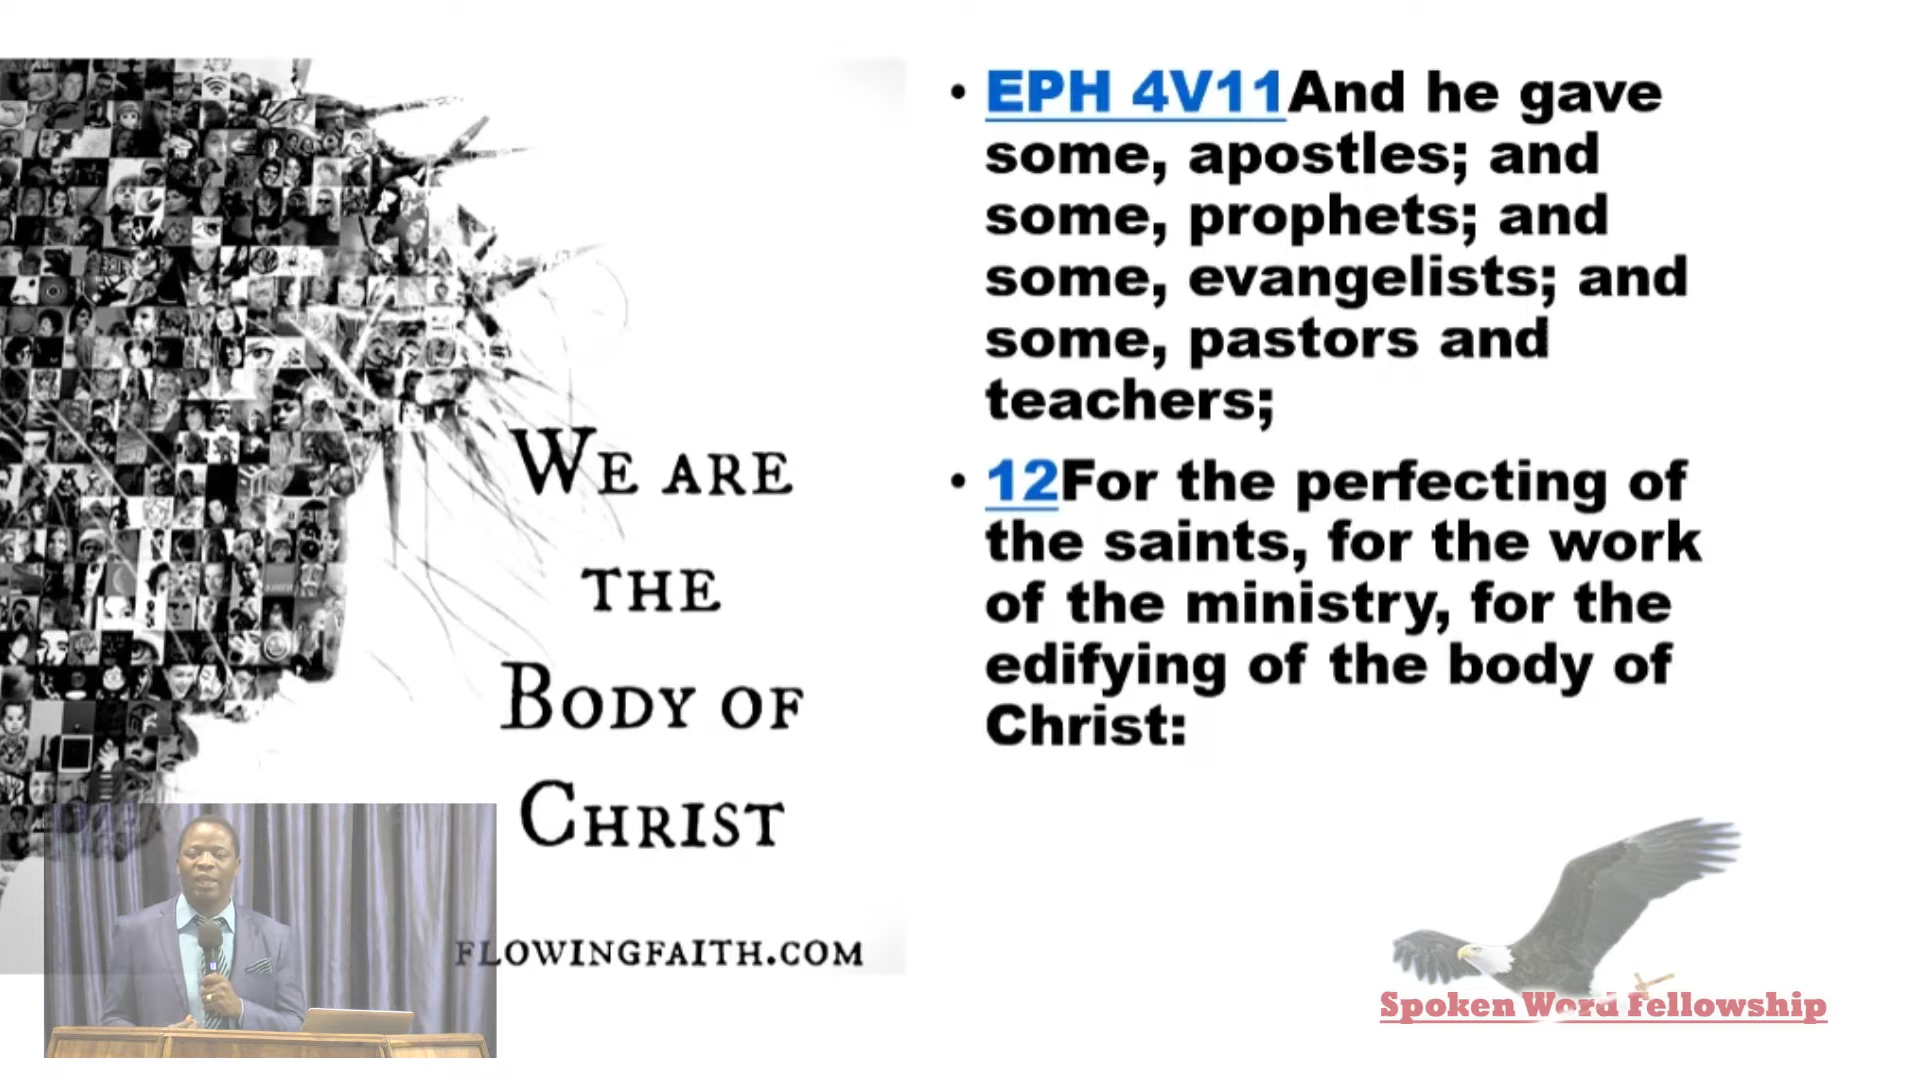 WE ARE
THE
BODY OF
CHRIST
FLOWINGFAITH.COM
• EPH 4V11And he gave
some, apostles; and
some, prophets; and
some, evangelists; and
some, pastors and
teachers;
• 12For the perfecting of
the saints, for the work
of the ministry, for the
edifying of the body of
Christ:
Spoken Word Fellowship